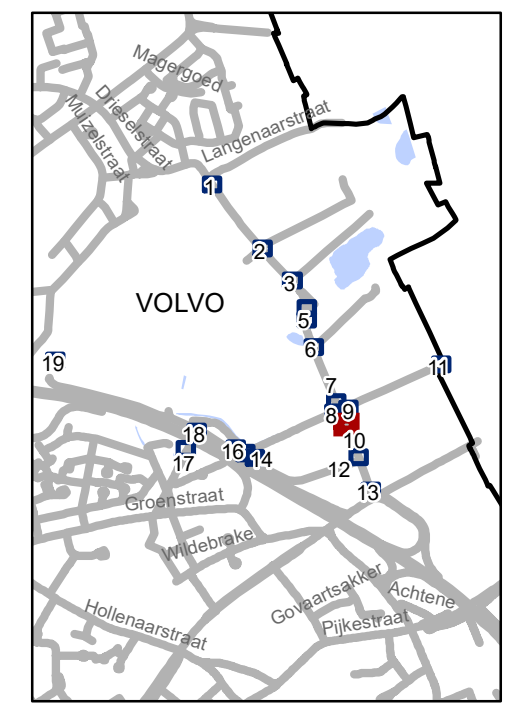 Magergoed
Drieselstraat
Muizelstraat
Langenaarstraat
1
2
3
VOLVO
5
6
19
11
7
8
9
18
10
16
17
14
12
13
Groenstraat
Wildebrake
Govaartsakker
Achtene
Hollenaarstraat
Pijkestraat